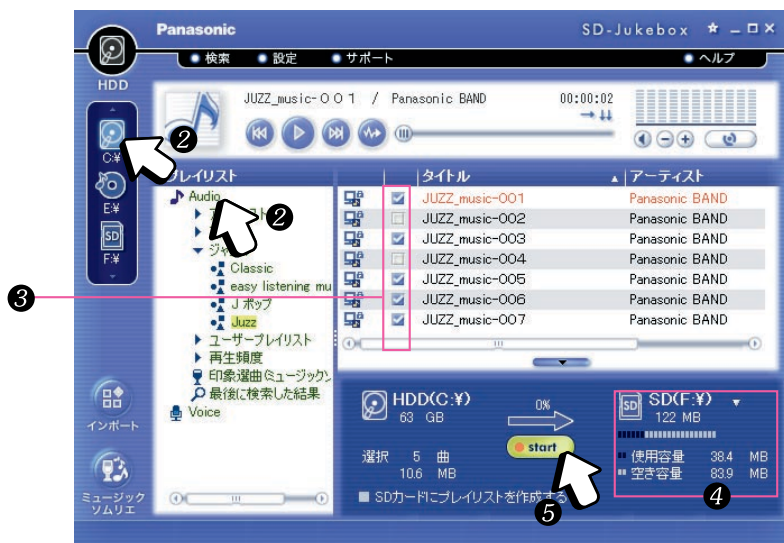 Panasonic
SD-Jukebox
検索 設定 サポート ヘルプ
HDD
JUZZ_music-001 / Panasonic BAND 00:00:02
C:¥
E:¥
SD
F:¥
インポート
ミュージック
ソムリエ
プレイリスト
Audio
Classic
easy listening mu
J ポップ
Juzz
ユーザープレイリスト
再生頻度
印象選曲(ミュージックソ
最後に検索した結果
Voice
タイトル アーティスト
JUZZ_music-001 Panasonic BAND
JUZZ_music-002 Panasonic BAND
JUZZ_music-003 Panasonic BAND
JUZZ_music-004 Panasonic BAND
JUZZ_music-005 Panasonic BAND
JUZZ_music-006 Panasonic BAND
JUZZ_music-007 Panasonic BAND
HDD(C:¥)
63 GB
0%
start
選択 5 曲
10.6 MB
SDカードにプレイリストを作成する
SD SD(F:¥)
122 MB
使用容量 38.4 MB
空き容量 83.9 MB
2
2
3
4
5